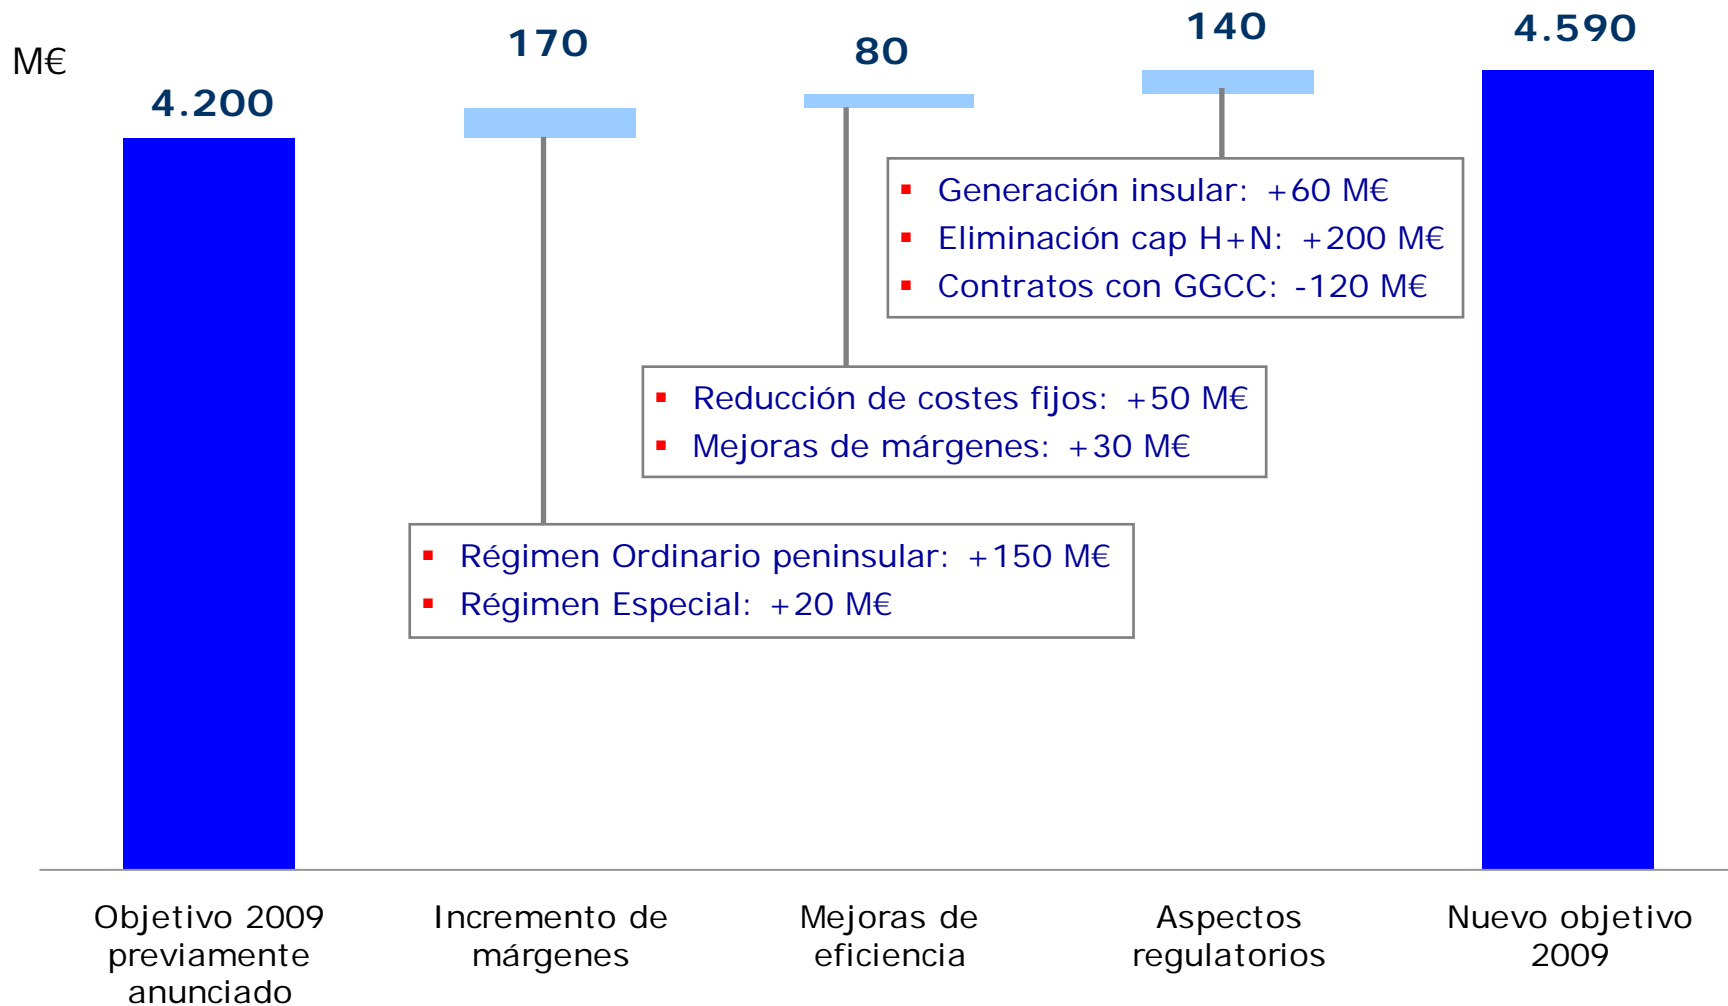 M€
4.200
170
80
140
4.590
▪ Generación insular: +60 M€
▪ Eliminación cap H+N: +200 M€
▪ Contratos con GGCC: -120 M€
▪ Reducción de costes fijos: +50 M€
▪ Mejoras de márgenes: +30 M€
▪ Régimen Ordinario peninsular: +150 M€
▪ Régimen Especial: +20 M€
Objetivo 2009
previamente
anunciado
Incremento de
márgenes
Mejoras de
eficiencia
Aspectos
regulatorios
Nuevo objetivo
2009